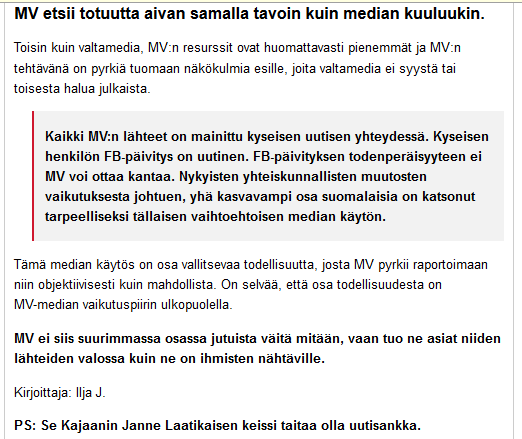 MV etsii totuutta aivan samalla tavoin kuin median kuuluukin.
Toisin kuin valtamedia, MV:n resurssit ovat huomattavasti pienemmät ja MV:n
tehtävänä on pyrkiä tuomaan näkökulmia esille, joita valtamedia ei syystä tai
toisesta halua julkaista.
Kaikki MV:n lähteet on mainittu kyseisen uutisen yhteydessä. Kyseisen
henkilön FB-päivitys on uutinen. FB-päivityksen todenperäisyyteen ei
MV voi ottaa kantaa. Nykyisten yhteiskunnallisten muutosten
vaikutuksesta johtuen, yhä kasvavampi osa suomalaisia on katsonut
tarpeelliseksi tällaisen vaihtoehtoisen median käytön.
Tämä median käytös on osa vallitsevaa todellisuutta, josta MV pyrkii raportoimaan
niin objektiivisesti kuin mahdollista. On selvää, että osa todellisuudesta on
MV-median vaikutuspiirin ulkopuolella.
MV ei siis suurimmassa osassa jutuista väitä mitään, vaan tuo ne asiat niiden
lähteiden valossa kuin ne on ihmisten nähtäville.
Kirjoittaja: Ilja J.
PS: Se Kajaanin Janne Laatikaisen keissi taitaa olla uutisankka.